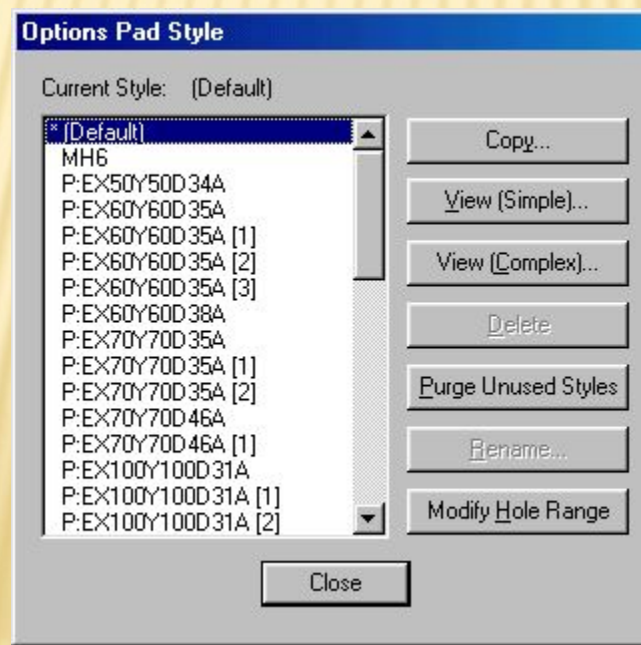 Options Pad Style
Current Style: (Default)
* (Default)
MH6
P:EX50Y50D34A
P:EX60Y60D35A
P:EX60Y60D35A [1]
P:EX60Y60D35A [2]
P:EX60Y60D35A [3]
P:EX60Y60D38A
P:EX70Y70D35A
P:EX70Y70D35A [1]
P:EX70Y70D35A [2]
P:EX70Y70D46A
P:EX70Y70D46A [1]
P:EX100Y100D31A
P:EX100Y100D31A [1]
P:EX100Y100D31A [2]
Copy...
View (Simple)...
View (Complex)...
Delete
Purge Unused Styles
Rename...
Modify Hole Range
Close